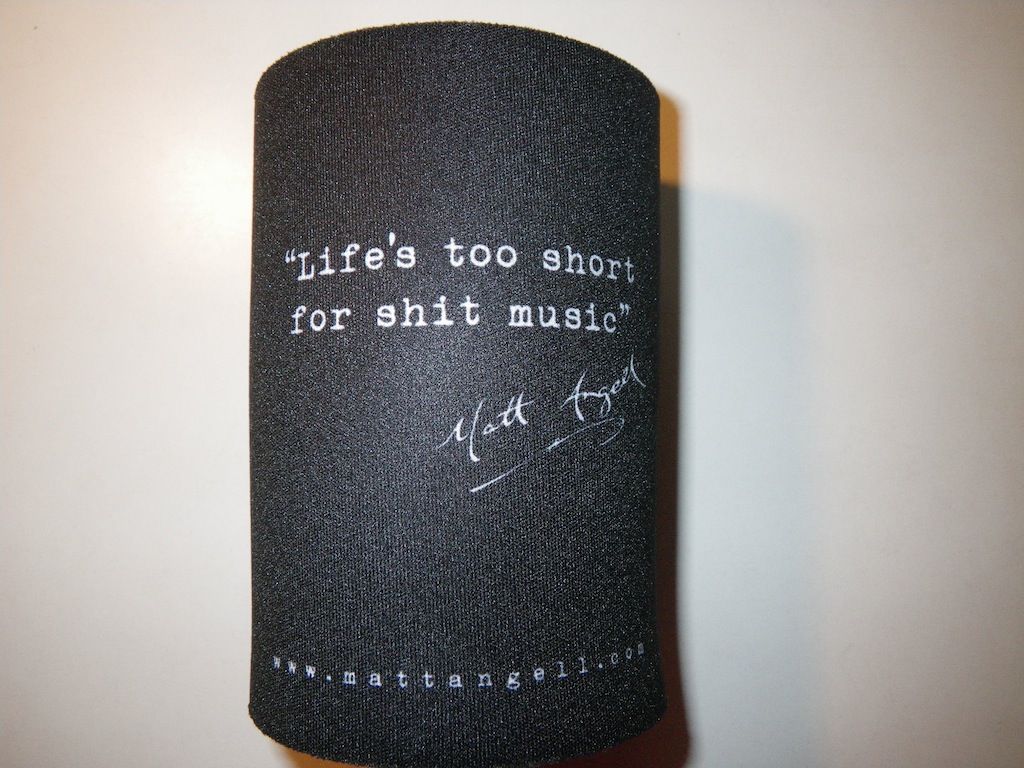 “Life's too short
for shit music”
Matt Angell
www.mattangell.com